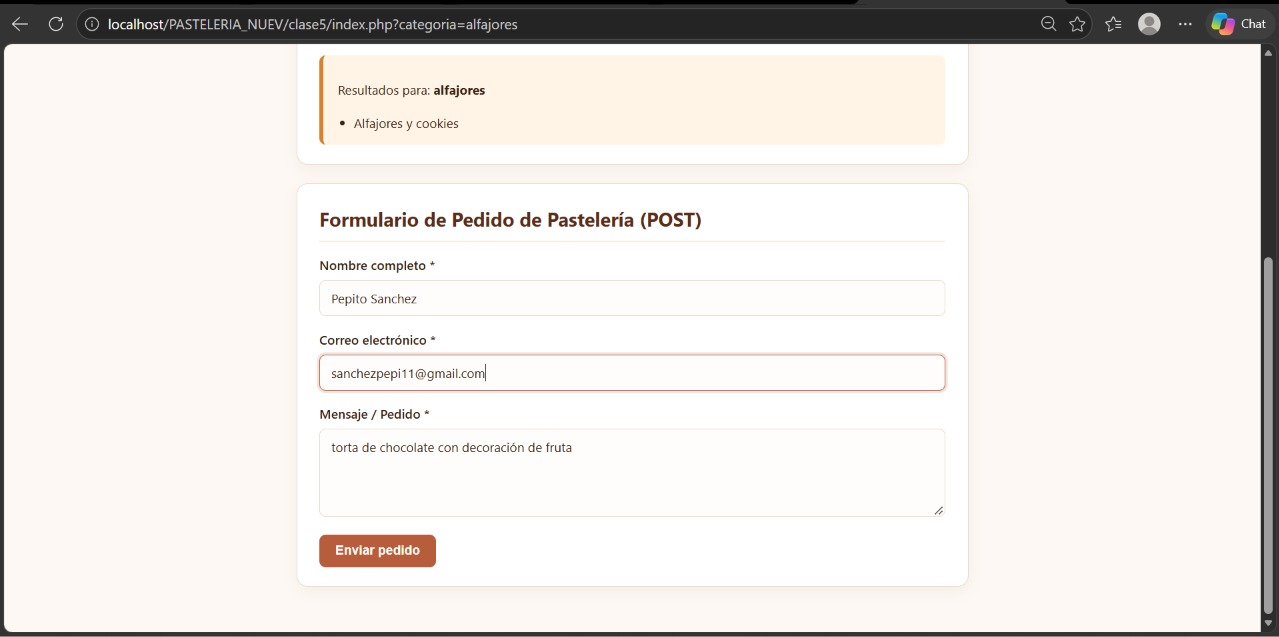 localhost/PASTELERIA_NUEV/clase5/index.php?categoria=alfajores
Chat
Resultados para: alfajores
• Alfajores y cookies
Formulario de Pedido de Pastelería (POST)
Nombre completo *
Pepito Sanchez
Correo electrónico *
sanchezpepi11@gmail.com
Mensaje / Pedido *
torta de chocolate con decoración de fruta
Enviar pedido